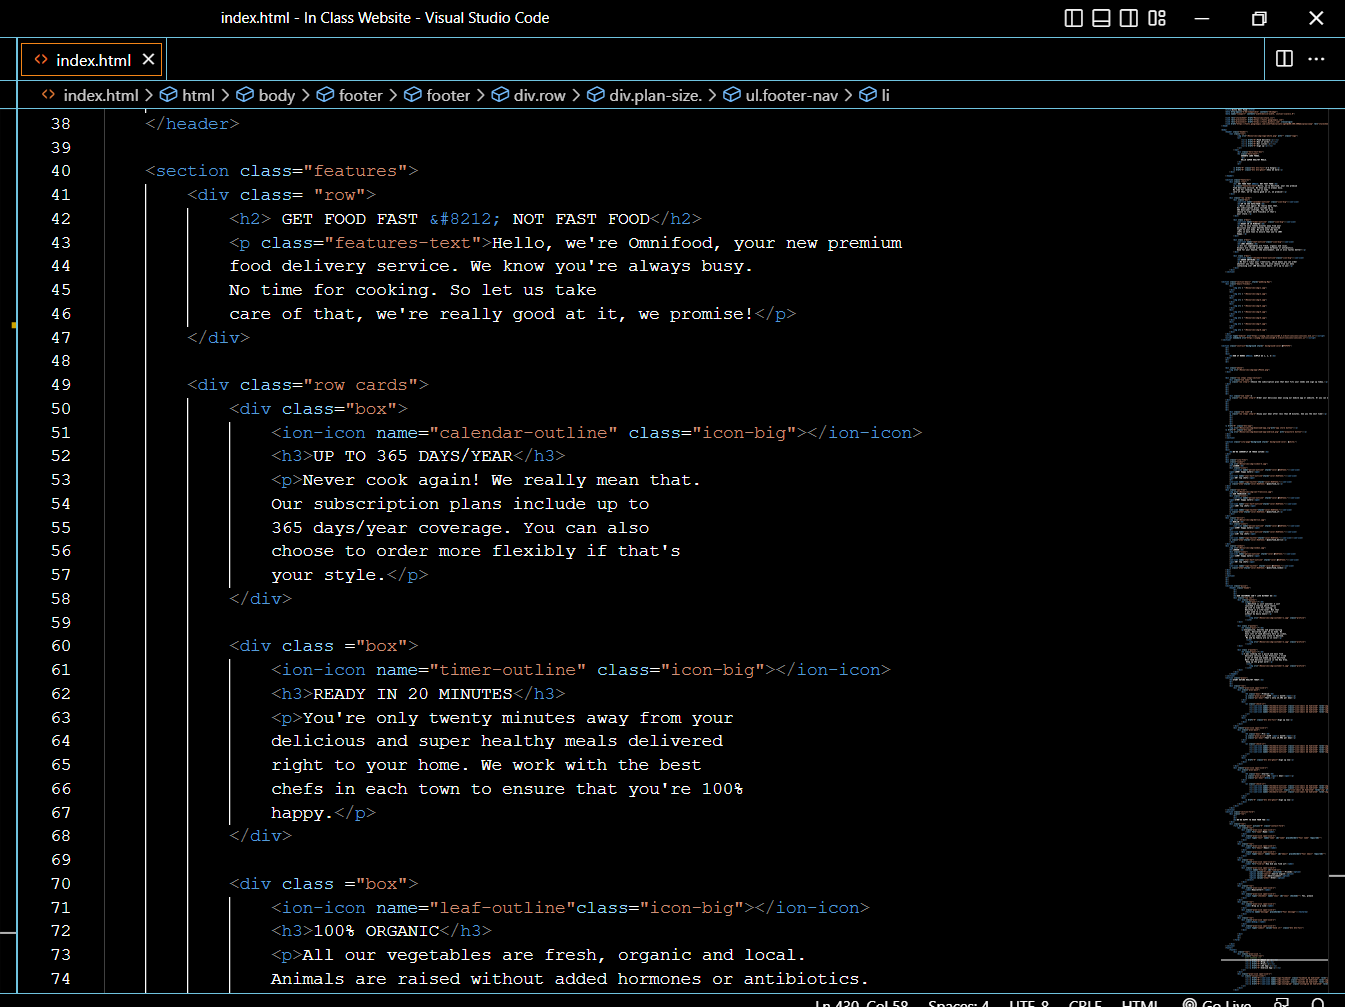 index.html - In Class Website - Visual Studio Code
index.html
index.html > html > body > footer > footer > div.row > div.plan-size. > ul.footer-nav > li
38 </header>
39
40 <section class="features">
41 <div class= "row">
42 <h2> GET FOOD FAST &#8212; NOT FAST FOOD</h2>
43 <p class="features-text">Hello, we're Omnifood, your new premium
44 food delivery service. We know you're always busy.
45 No time for cooking. So let us take
46 care of that, we're really good at it, we promise!</p>
47 </div>
48
49 <div class="row cards">
50 <div class="box">
51 <ion-icon name="calendar-outline" class="icon-big"></ion-icon>
52 <h3>UP TO 365 DAYS/YEAR</h3>
53 <p>Never cook again! We really mean that.
54 Our subscription plans include up to
55 365 days/year coverage. You can also
56 choose to order more flexibly if that's
57 your style.</p>
58 </div>
59
60 <div class ="box">
61 <ion-icon name="timer-outline" class="icon-big"></ion-icon>
62 <h3>READY IN 20 MINUTES</h3>
63 <p>You're only twenty minutes away from your
64 delicious and super healthy meals delivered
65 right to your home. We work with the best
66 chefs in each town to ensure that you're 100%
67 happy.</p>
68 </div>
69
70 <div class ="box">
71 <ion-icon name="leaf-outline"class="icon-big"></ion-icon>
72 <h3>100% ORGANIC</h3>
73 <p>All our vegetables are fresh, organic and local.
74 Animals are raised without added hormones or antibiotics.
Ln 430, Col 58 Spaces: 4 UTF-8 CRLF HTML Go Live